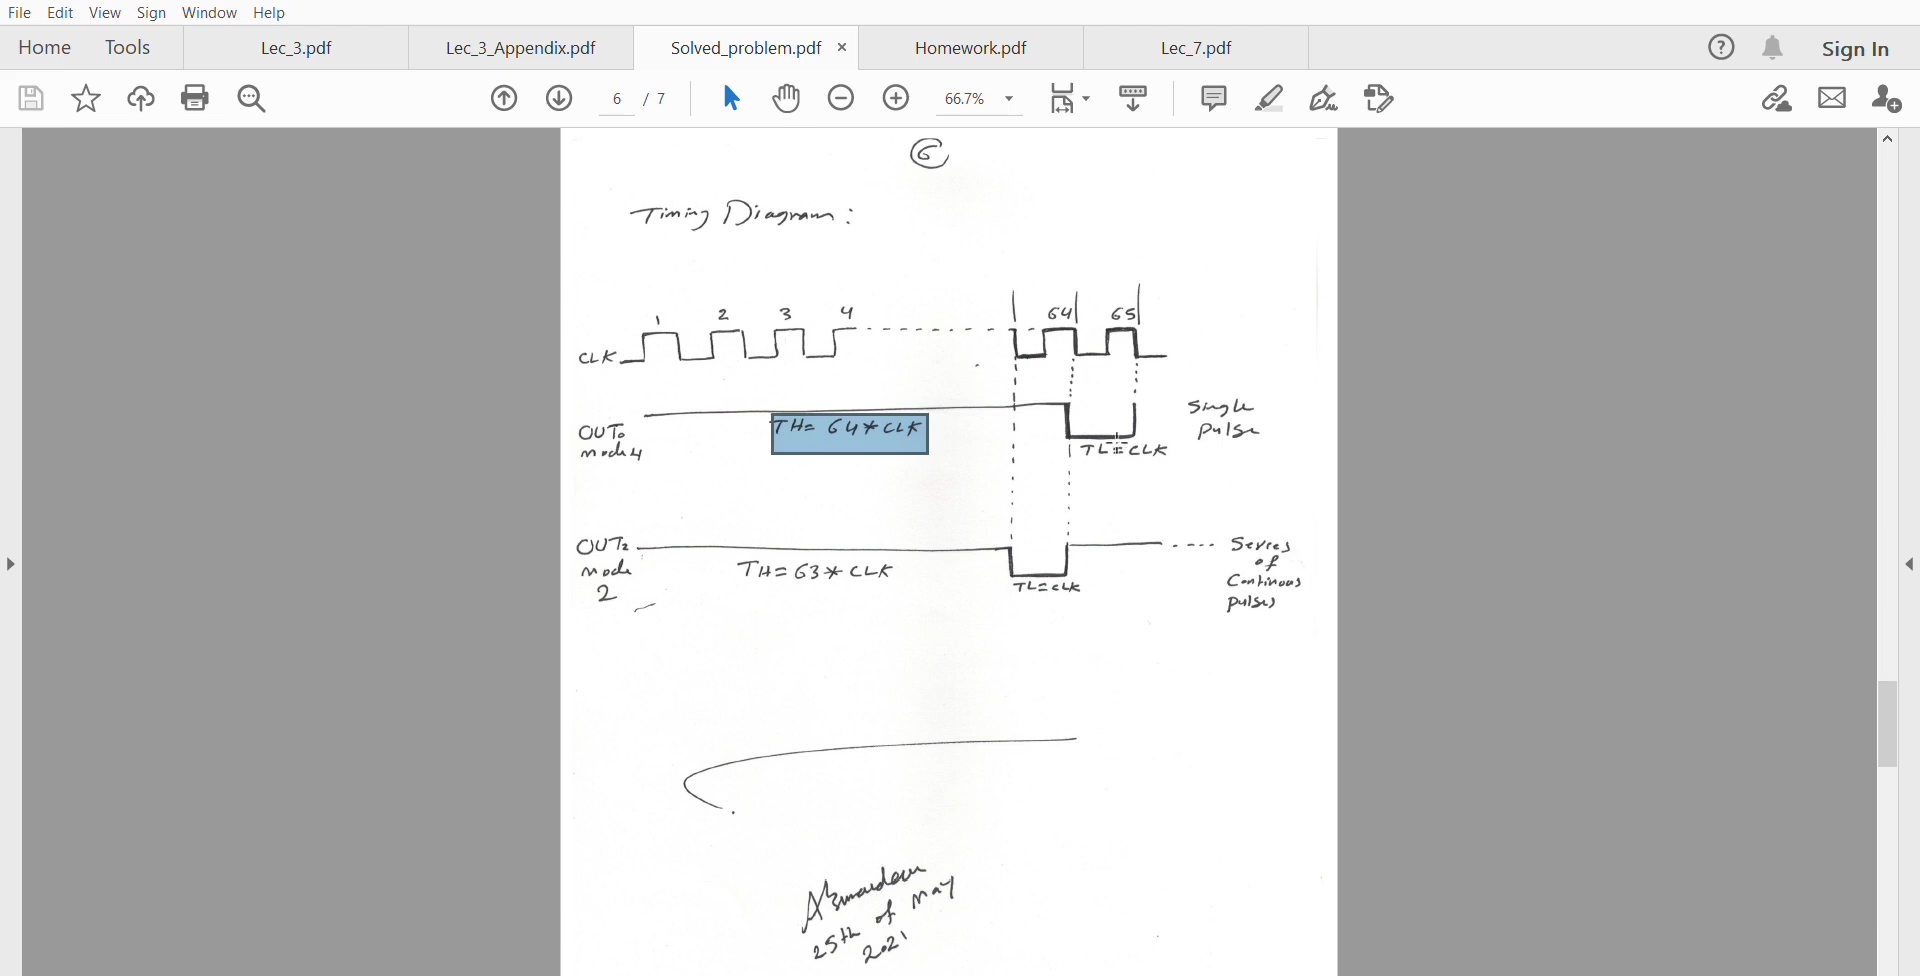 File Edit View Sign Window Help
Home Tools Lec_3.pdf Lec_3_Appendix.pdf Solved_problem.pdf × Homework.pdf Lec_7.pdf ? Sign In
6 / 7 66.7%
6
Timing Diagram :
1 2 3 4 64 65
CLK
OUT0
mode 4
TH= 64*CLK
TL=CLK
Single
pulse
OUT2
mode
2
TH=63*CLK
TL=CLK
Series
of
Continous
pulses
25th of May
2021